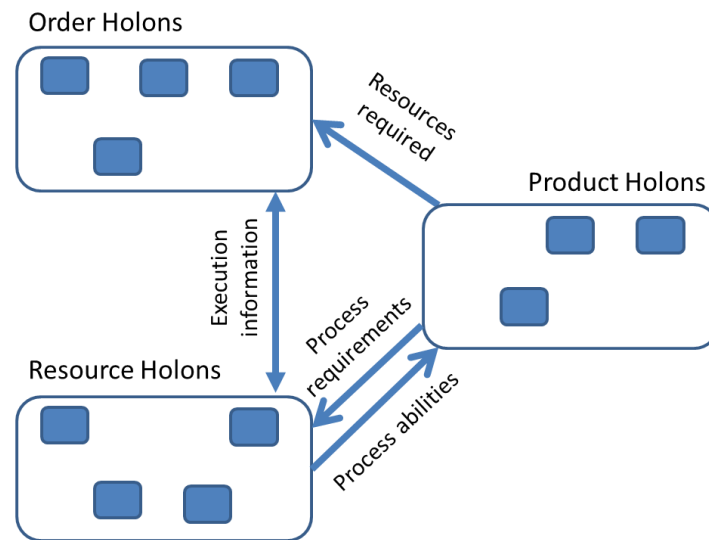 Order Holons
Resources
required
Product Holons
Execution
information
Process
requirements
Resource Holons
Process abilities